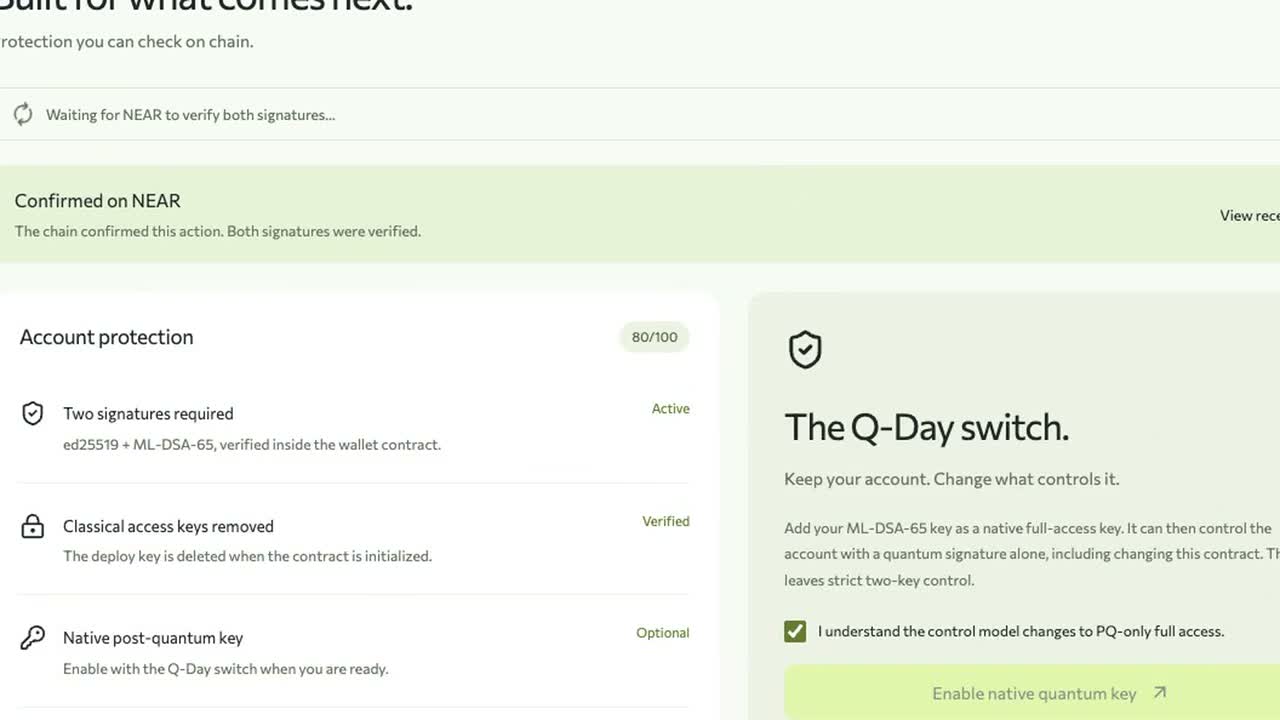 Built for what comes next.
rotection you can check on chain.
Waiting for NEAR to verify both signatures...
Confirmed on NEAR
The chain confirmed this action. Both signatures were verified.
View rece
Account protection
80/100
Two signatures required
Active
ed25519 + ML-DSA-65, verified inside the wallet contract.
Classical access keys removed
Verified
The deploy key is deleted when the contract is initialized.
Native post-quantum key
Optional
Enable with the Q-Day switch when you are ready.
The Q-Day switch.
Keep your account. Change what controls it.
Add your ML-DSA-65 key as a native full-access key. It can then control the
account with a quantum signature alone, including changing this contract. Th
leaves strict two-key control.
I understand the control model changes to PQ-only full access.
Enable native quantum key